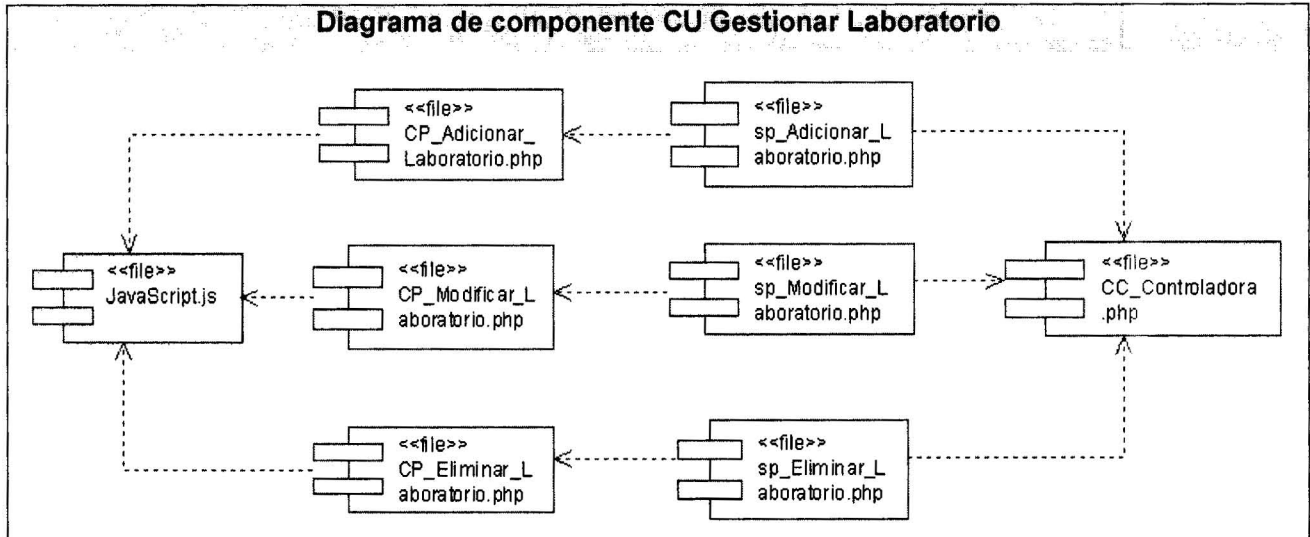 Diagrama de componente CU Gestionar Laboratorio
<<file>>
CP_Adicionar_
Laboratorio.php
<<file>>
sp_Adicionar_L
aboratorio.php
<<file>>
JavaScript.js
<<file>>
CP_Modificar_L
aboratorio.php
<<file>>
sp_Modificar_L
aboratorio.php
<<file>>
CC_Controladora
.php
<<file>>
CP_Eliminar_L
aboratorio.php
<<file>>
sp_Eliminar_L
aboratorio.php